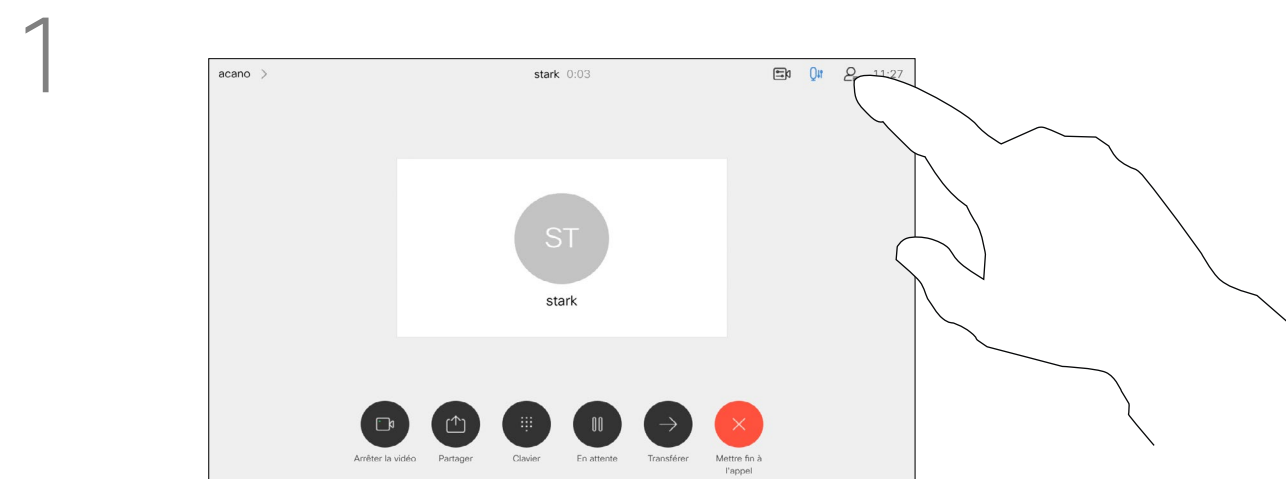 1
acano >
stark 0:03
11:27
ST
stark
Arrêter la vidéo
Partager
Clavier
En attente
Transférer
Mettre fin à
l'appel